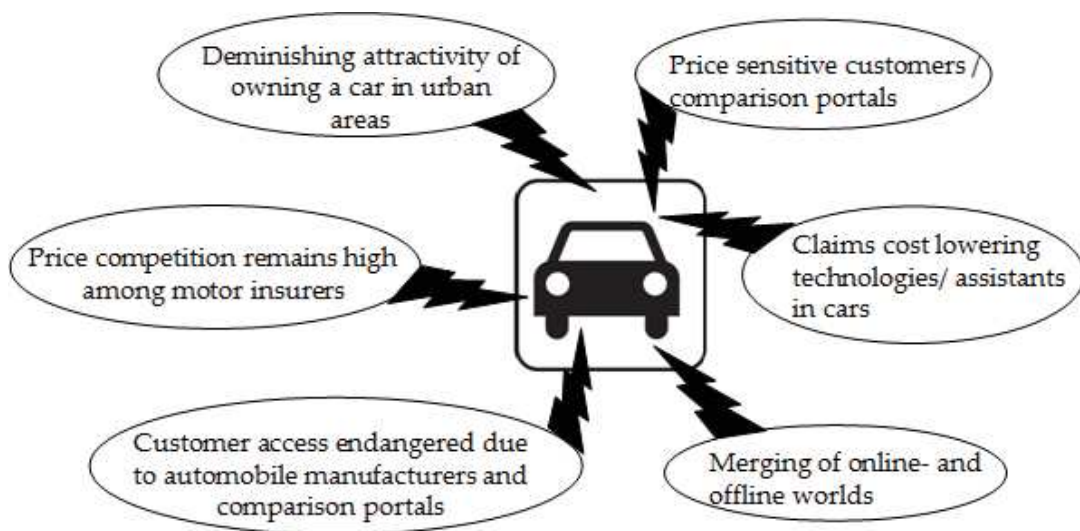 Deminishing attractivity of
owning a car in urban
areas
Price sensitive customers /
comparison portals
Price competition remains high
among motor insurers
Claims cost lowering
technologies/ assistants
in cars
Customer access endangered due
to automobile manufacturers and
comparison portals
Merging of online- and
offline worlds